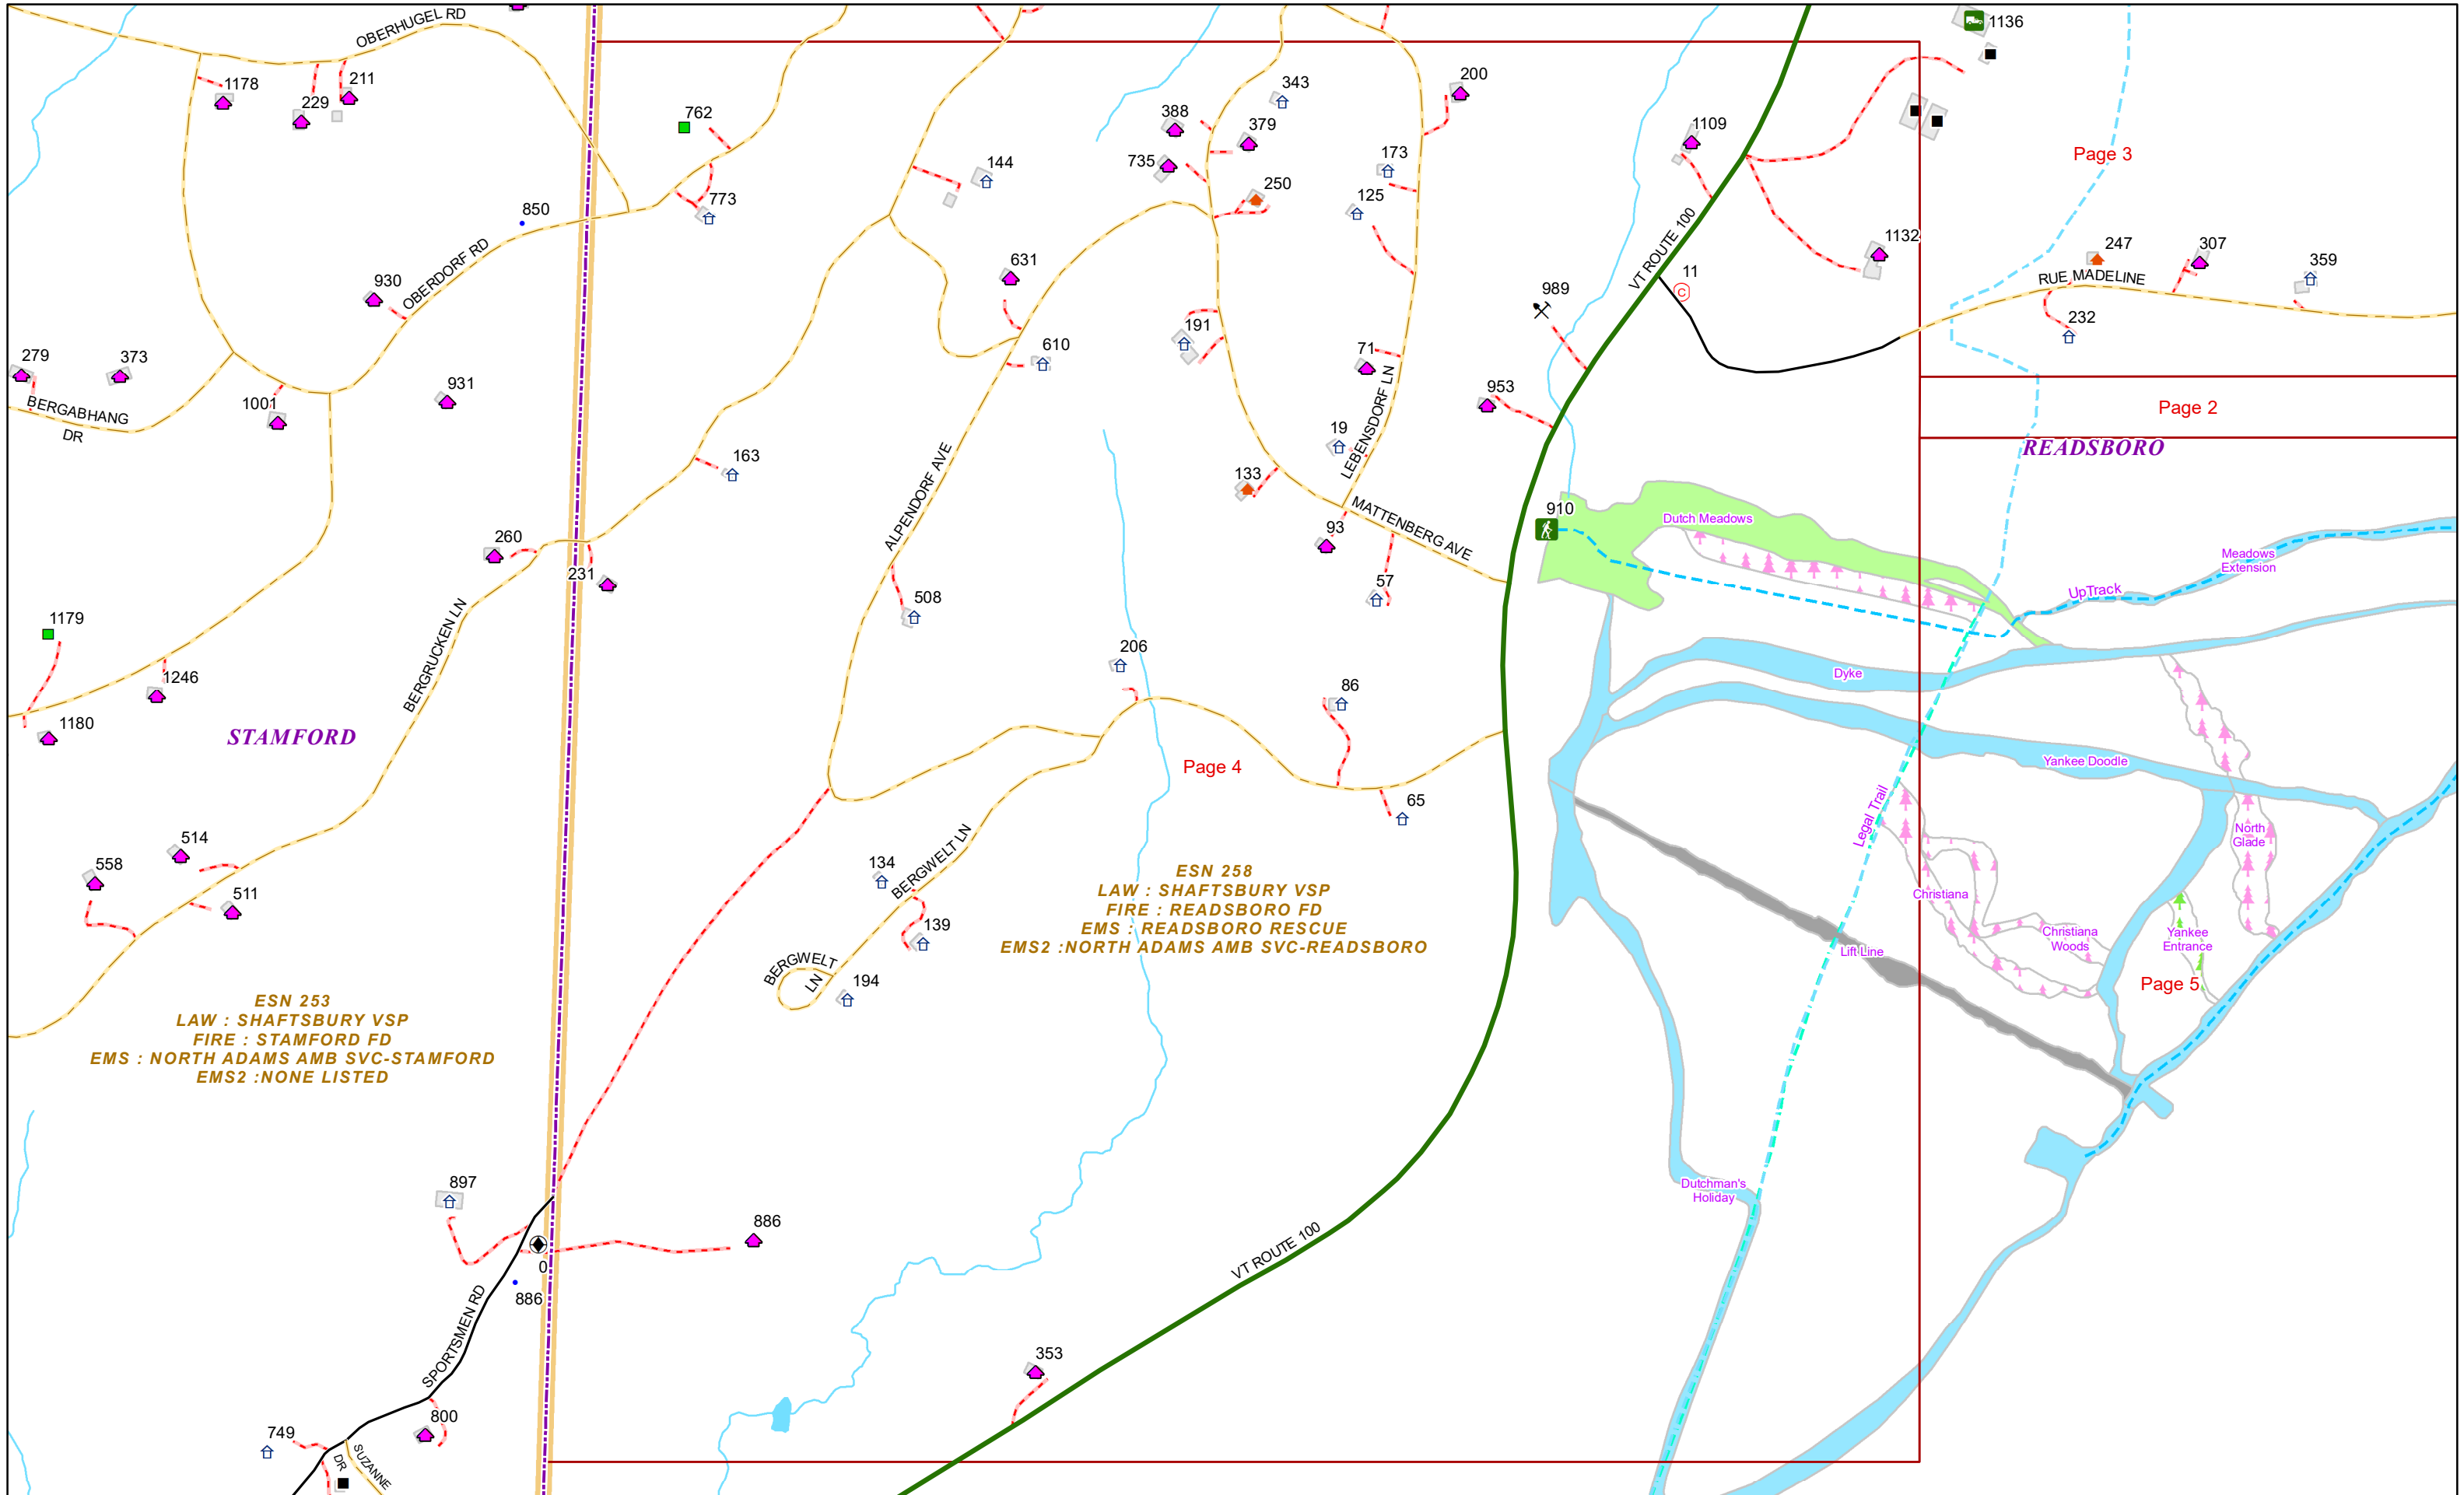 OBERHUGEL RD
1136
1178
229
211
762
388
343
379
200
1109
Page 3
144
735
173
773
250
125
850
VT ROUTE 100
1132
247
307
359
RUE MADELINE
11
C
232
930
OBERDORF RD
631
989
191
610
71
279
373
BERGABHANG
DR
1001
931
953
Page 2
READSBORO
19
LEBENSDORF LN
163
133
ALPENDORF AVE
MATTENBERG AVE
93
910
Dutch Meadows
260
231
57
508
Meadows
Extension
UpTrack
1179
BERGRUCKEN LN
206
1246
86
Dyke
1180
STAMFORD
Page 4
Yankee Doodle
65
Legal Trail
514
558
511
134
BERGWELT LN
139
BERGWELT
LN
194
ESN 258
LAW : SHAFTSBURY VSP
FIRE : READSBORO FD
EMS : READSBORO RESCUE
EMS2 :NORTH ADAMS AMB SVC-READSBORO
North
Glade
Christiana
Christiana
Woods
Yankee
Entrance
Lift Line
Page 5
ESN 253
LAW : SHAFTSBURY VSP
FIRE : STAMFORD FD
EMS : NORTH ADAMS AMB SVC-STAMFORD
EMS2 :NONE LISTED
Dutchman's
Holiday
897
886
0
886
VT ROUTE 100
SPORTSMEN RD
353
800
749
SUZANNE
DR